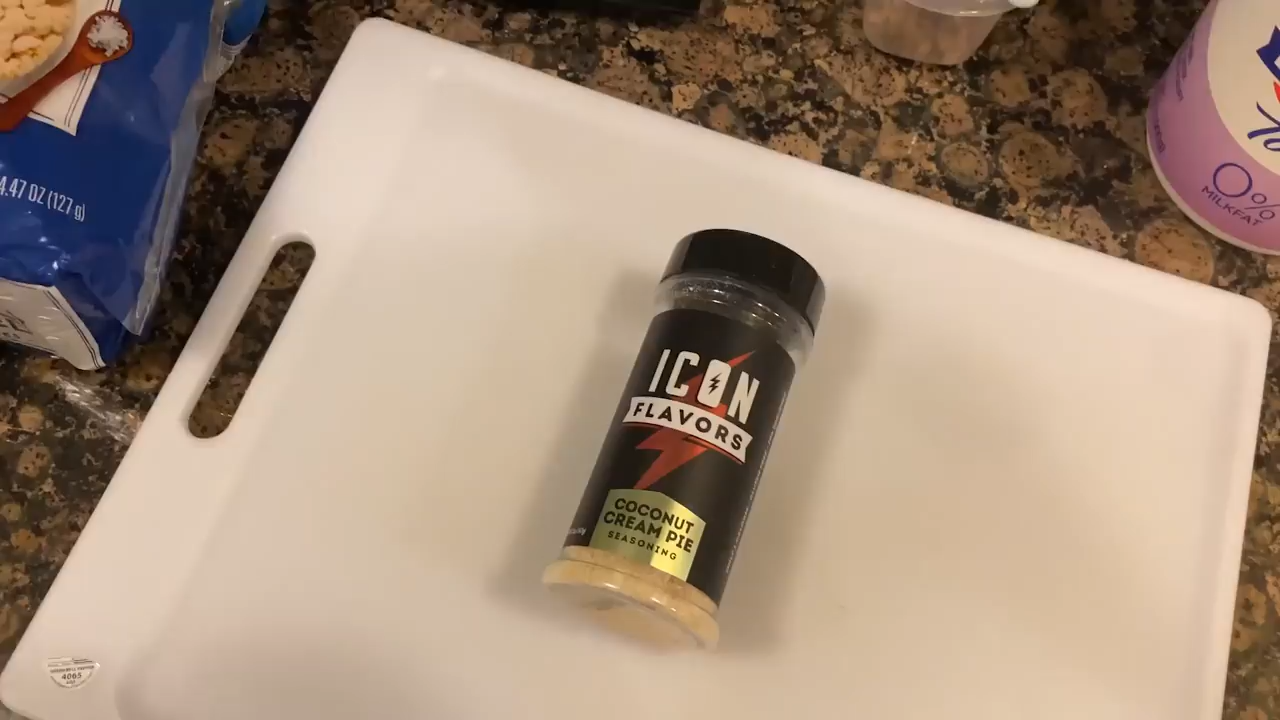 4.47 OZ (127 g)
0%
MILKFAT
ICON
FLAVORS
COCONUT
CREAM PIE
SEASONING
4065